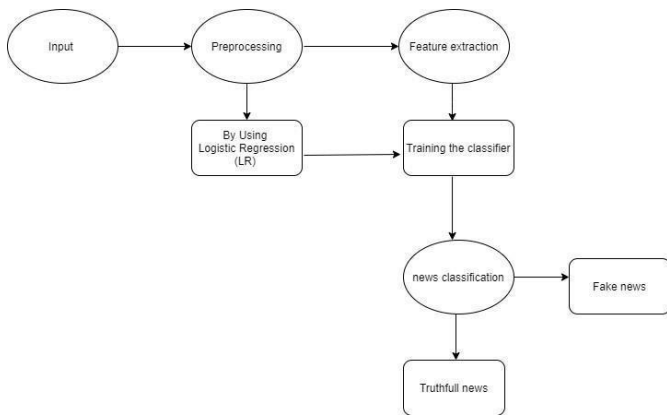 Input
Preprocessing
Feature extraction
By Using
Logistic Regression
(LR)
Training the classifier
news classification
Fake news
Truthfull news